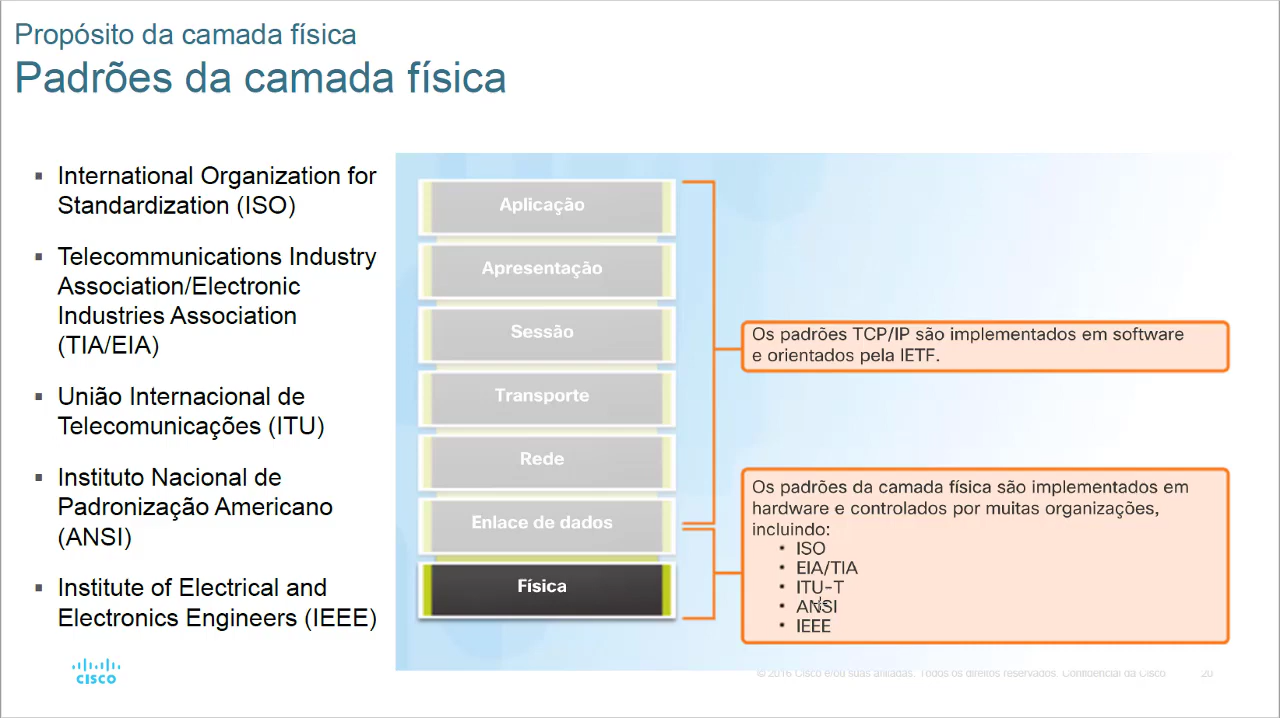 Propósito da camada física
Padrões da camada física
▪ International Organization for
Standardization (ISO)
▪ Telecommunications Industry
Association/Electronic
Industries Association
(TIA/EIA)
▪ União Internacional de
Telecomunicações (ITU)
▪ Instituto Nacional de
Padronização Americano
(ANSI)
▪ Institute of Electrical and
Electronics Engineers (IEEE)
Aplicação
Apresentação
Sessão
Transporte
Rede
Enlace de dados
Física
Os padrões TCP/IP são implementados em software
e orientados pela IETF.
Os padrões da camada física são implementados em
hardware e controlados por muitas organizações,
incluindo:
• ISO
• EIA/TIA
• ITU-T
• ANSI
• IEEE
CISCO
© 2016 Cisco e/ou suas afiliadas. Todos os direitos reservados. Confidencial da Cisco
20